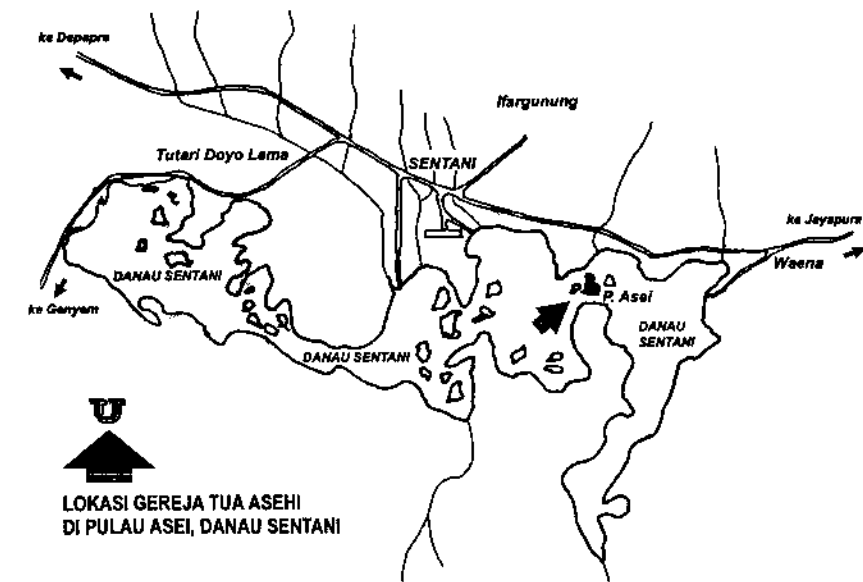 ke Depapre
Ifargunung
Tutari Doyo Lama
SENTANI
ke Jayapura
Waena
DANAU SENTANI
P. Asei
ke Genyem
DANAU
SENTANI
DANAU SENTANI
U
LOKASI GEREJA TUA ASEHI
DI PULAU ASEI, DANAU SENTANI